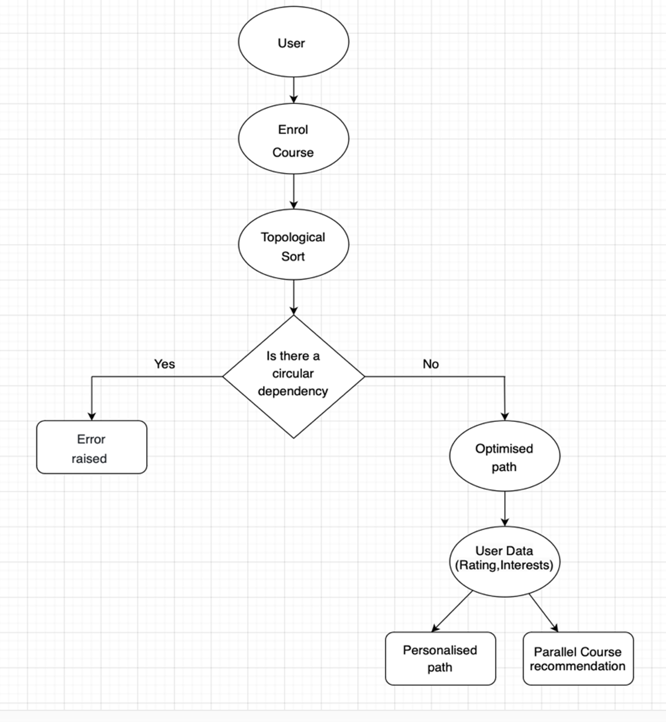 User
Enrol
Course
Topological
Sort
Is there a
circular
dependency
Yes
No
Error
raised
Optimised
path
User Data
(Rating,Interests)
Personalised
path
Parallel Course
recommendation